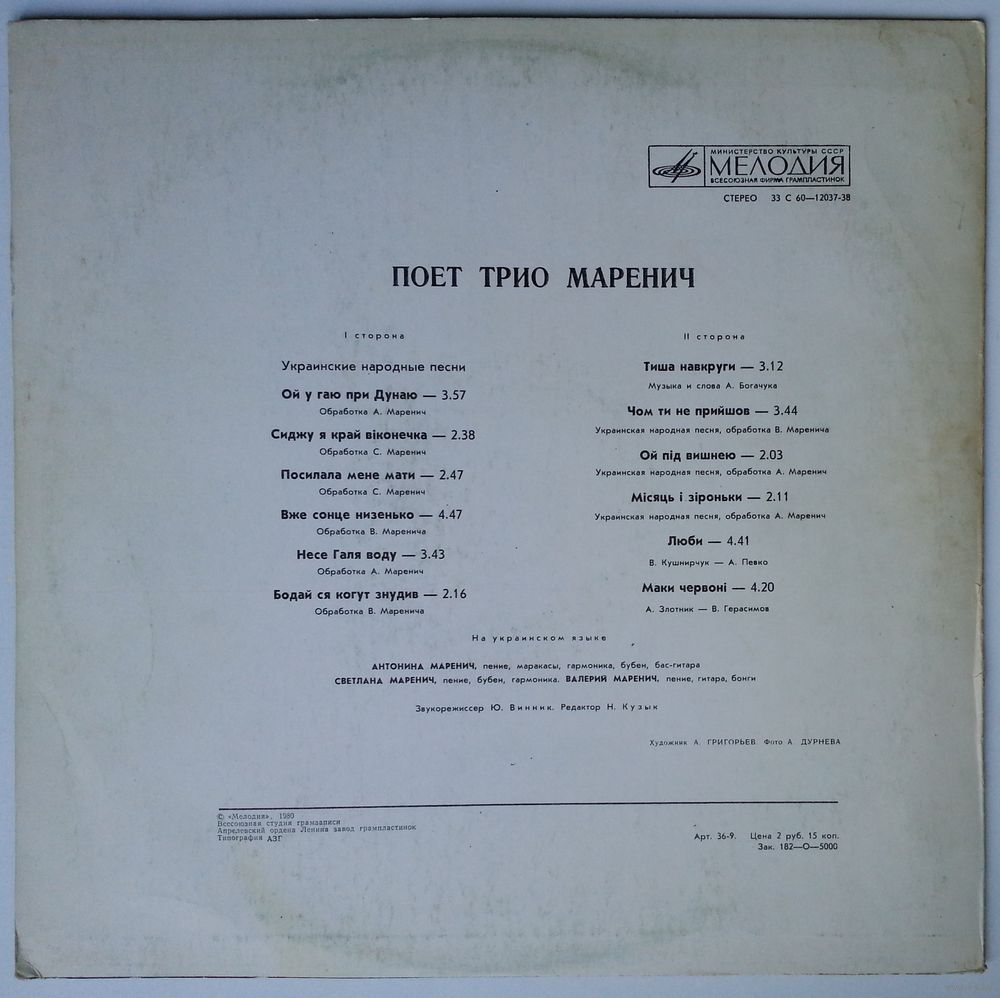 МИНИСТЕРСТВО КУЛЬТУРЫ СССР
МЕЛОДИЯ
ВСЕСОЮЗНАЯ ФИРМА ГРАМПЛАСТИНОК
СТЕРЕО 33 С 60—12037-38
ПОЕТ ТРИО МАРЕНИЧ
I сторона
Украинские народные песни
Ой у гаю при Дунаю — 3.57
Обработка А. Маренич
Сиджу я край віконечка — 2.38
Обработка С. Маренич
Посилала мене мати — 2.47
Обработка С. Маренич
Вже сонце низенько — 4.47
Обработка В. Маренича
Несе Галя воду — 3.43
Обработка А. Маренич
Бодай ся когут знудив — 2.16
Обработка В. Маренича
II сторона
Тиша навкруги — 3.12
Музыка и слова А. Богачука
Чом ти не прийшов — 3.44
Украинская народная песня, обработка В. Маренича
Ой під вишнею — 2.03
Украинская народная песня, обработка А. Маренич
Місяць і зіроньки — 2.11
Украинская народная песня, обработка А. Маренич
Люби — 4.41
В. Кушнирчук — А. Певко
Маки червоні — 4.20
А. Злотник — В. Герасимов
На украинском языке
АНТОНИНА МАРЕНИЧ, пение, маракасы, гармоника, бубен, бас-гитара
СВЕТЛАНА МАРЕНИЧ, пение, бубен, гармоника. ВАЛЕРИЙ МАРЕНИЧ, пение, гитара, бонги
Звукорежиссер Ю. Винник. Редактор Н. Кузык
Художник А. ГРИГОРЬЕВ Фото А. ДУРНЕВА
© «Мелодия», 1980
Всесоюзная студия грамзаписи
Апрелевский ордена Ленина завод грампластинок
Типография АЗГ
Арт. 36-9. Цена 2 руб. 15 коп.
Зак. 182—О—5000